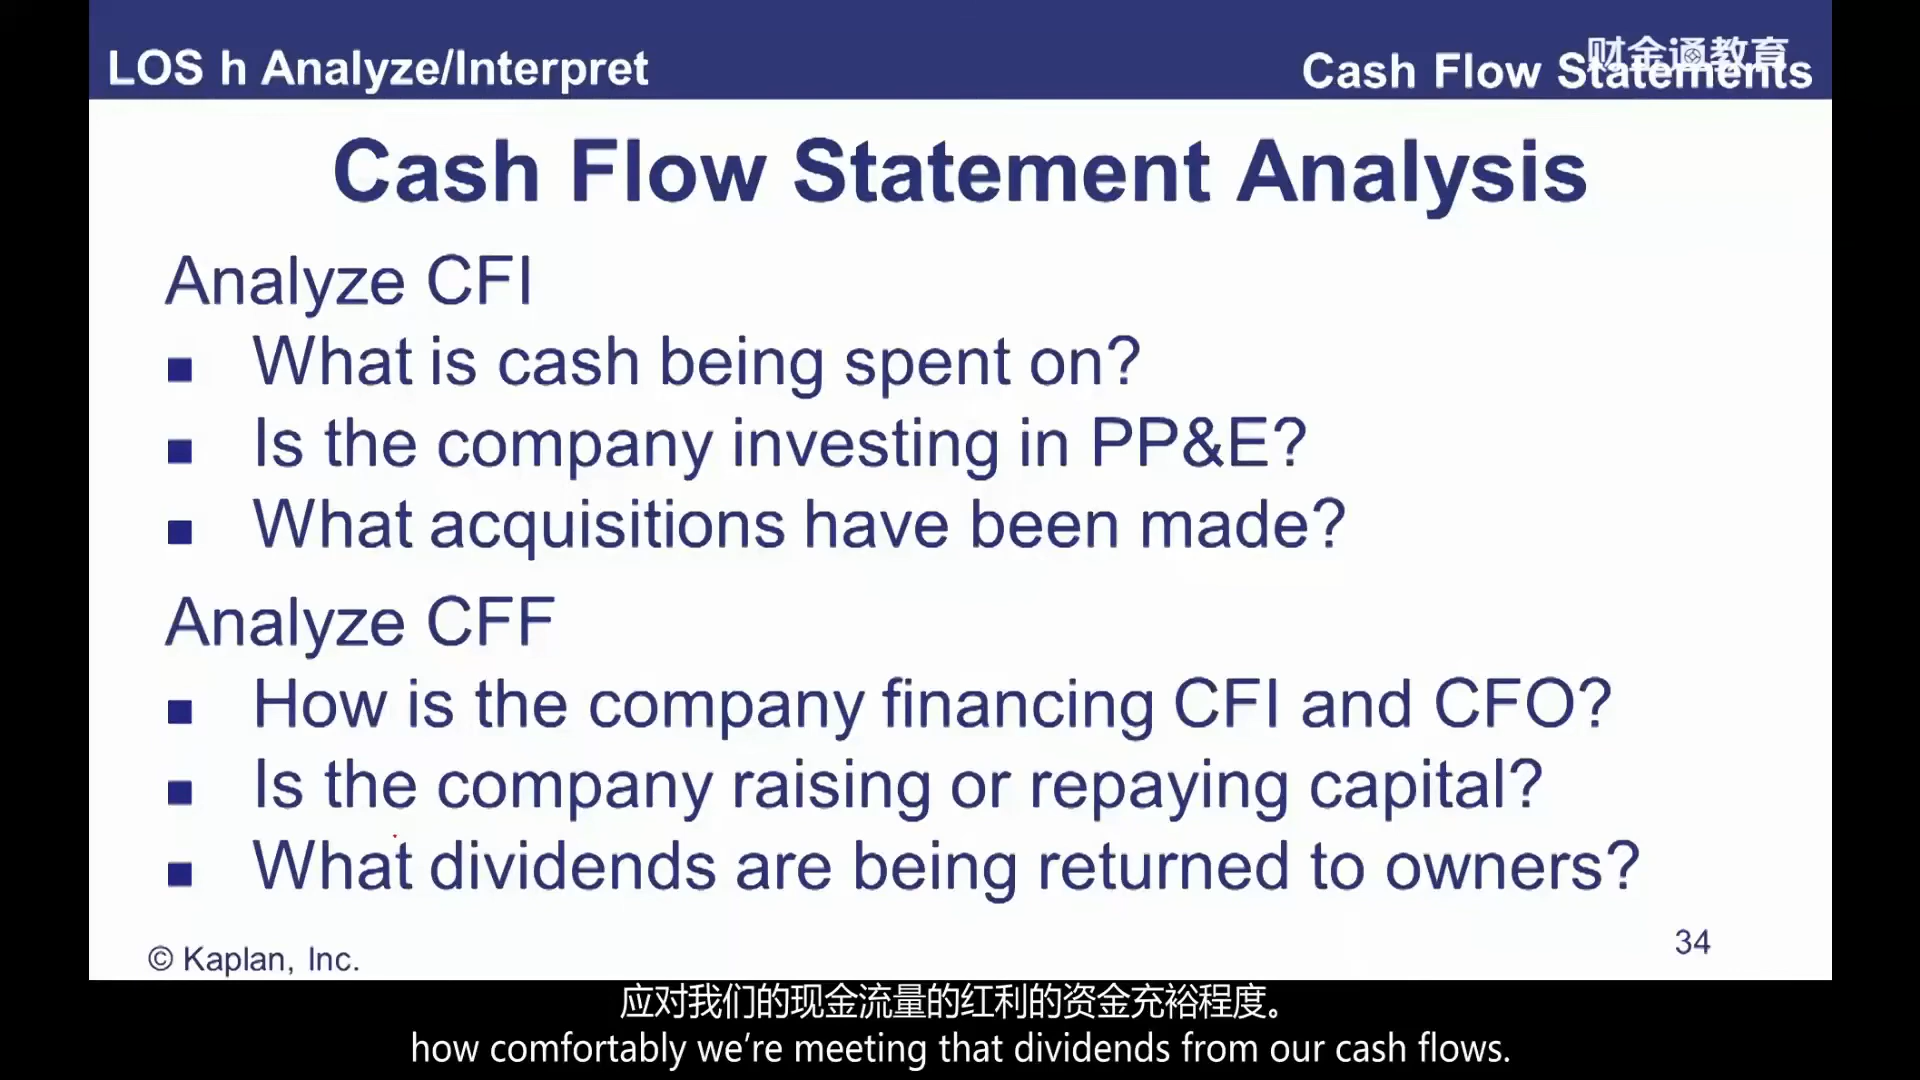 LOS h Analyze/Interpret
Cash Flow Statements
财金通教育
Cash Flow Statement Analysis
Analyze CFI
What is cash being spent on?
Is the company investing in PP&E?
What acquisitions have been made?
Analyze CFF
How is the company financing CFI and CFO?
Is the company raising or repaying capital?
What dividends are being returned to owners?
© Kaplan, Inc.
34
应对我们的现金流量的红利的资金充裕程度。
how comfortably we're meeting that dividends from our cash flows.